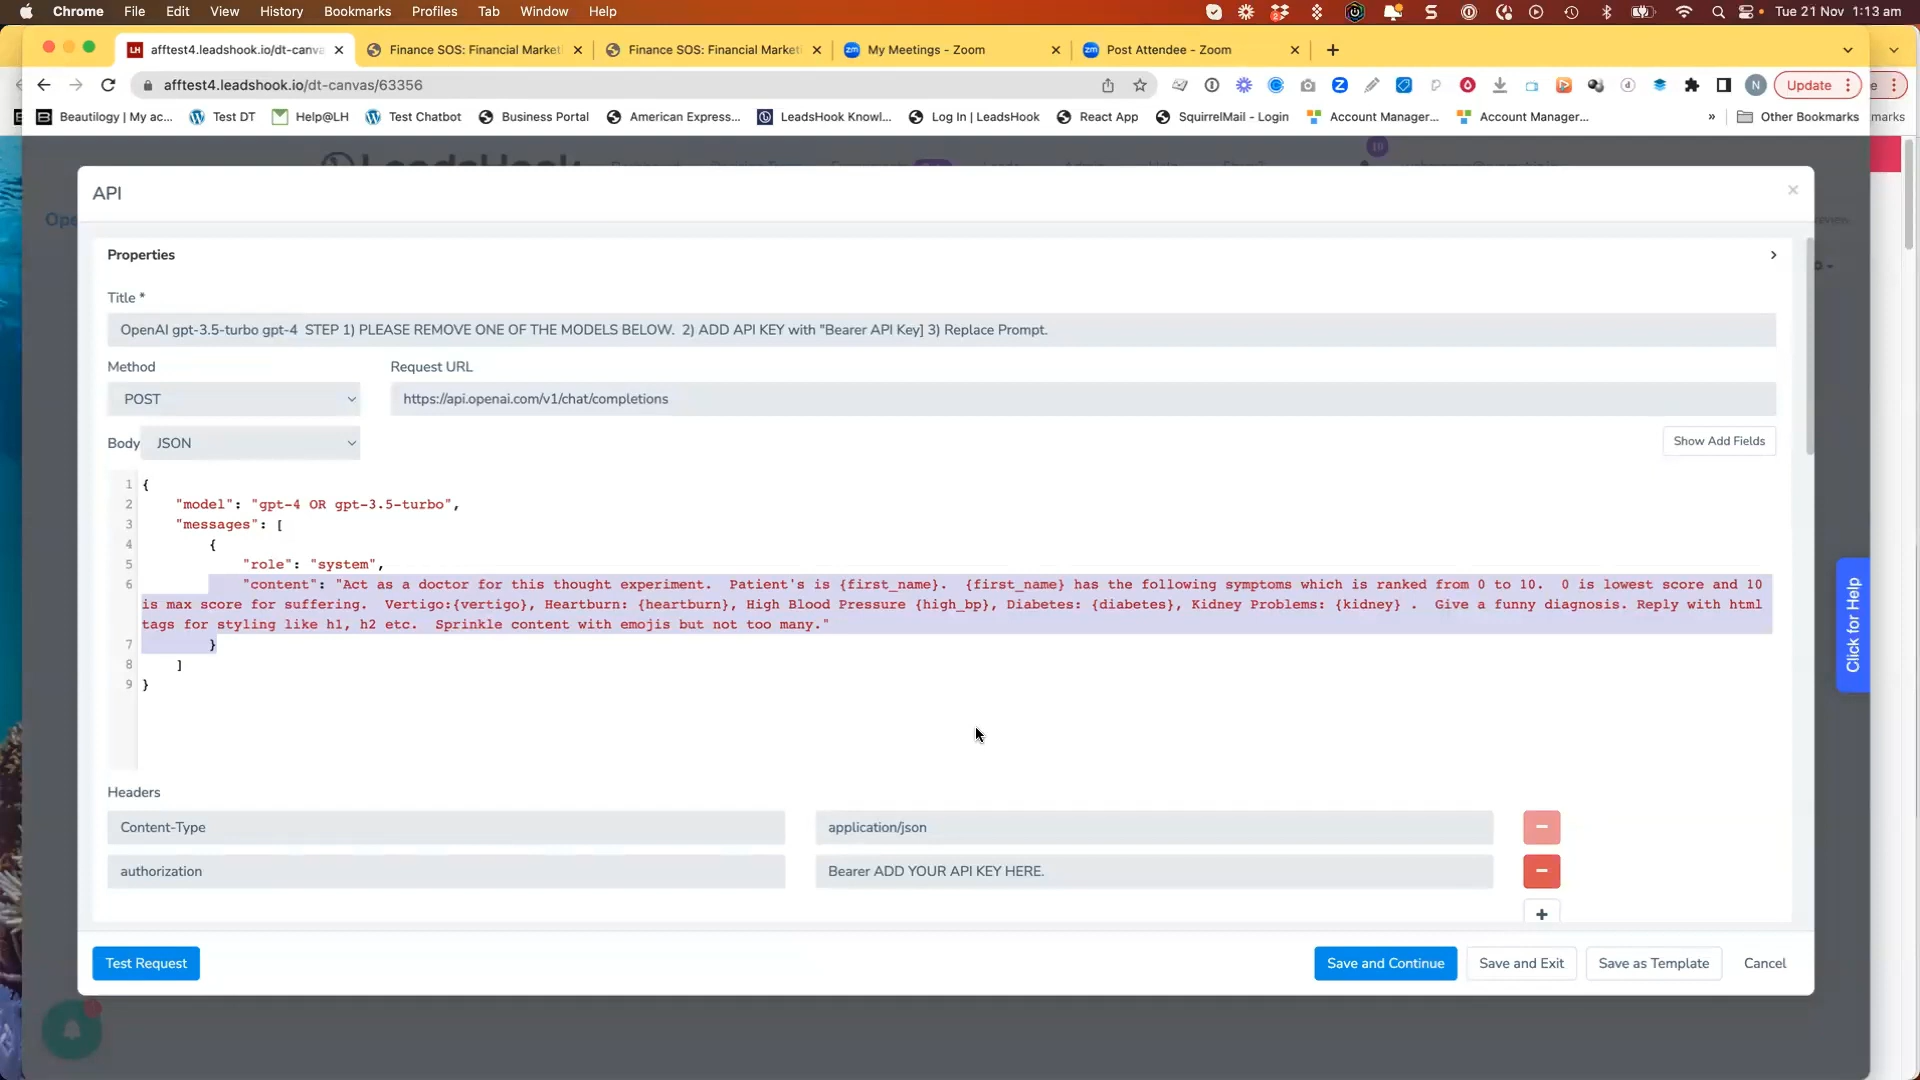 Chrome File Edit View History Bookmarks Profiles Tab Window Help Tue 21 Nov 1:13 am
LH afftest4.leadshook.io/dt-canva Finance SOS: Financial Market Finance SOS: Financial Marketi zm My Meetings - Zoom zm Post Attendee - Zoom
afftest4.leadshook.io/dt-canvas/63356 N Update
Beautilogy | My ac... Test DT Help@LH Test Chatbot Business Portal American Express... LeadsHook Knowl... Log In | LeadsHook React App SquirrelMail - Login Account Manager... Account Manager... » Other Bookmarks marks
LeadsHook
API
Properties
Title *
OpenAI gpt-3.5-turbo gpt-4 STEP 1) PLEASE REMOVE ONE OF THE MODELS BELOW. 2) ADD API KEY with "Bearer API Key] 3) Replace Prompt.
Method Request URL
POST https://api.openai.com/v1/chat/completions
Body JSON Show Add Fields
1 {
2 "model": "gpt-4 OR gpt-3.5-turbo",
3 "messages": [
4 {
5 "role": "system",
6 "content": "Act as a doctor for this thought experiment. Patient's is {first_name}. {first_name} has the following symptoms which is ranked from 0 to 10. 0 is lowest score and 10
is max score for suffering. Vertigo:{vertigo}, Heartburn: {heartburn}, High Blood Pressure {high_bp}, Diabetes: {diabetes}, Kidney Problems: {kidney} . Give a funny diagnosis. Reply with html
tags for styling like h1, h2 etc. Sprinkle content with emojis but not too many."
7 }
8 ]
9 }
Click for Help
Headers
Content-Type application/json
authorization Bearer ADD YOUR API KEY HERE.
Test Request Save and Continue Save and Exit Save as Template Cancel